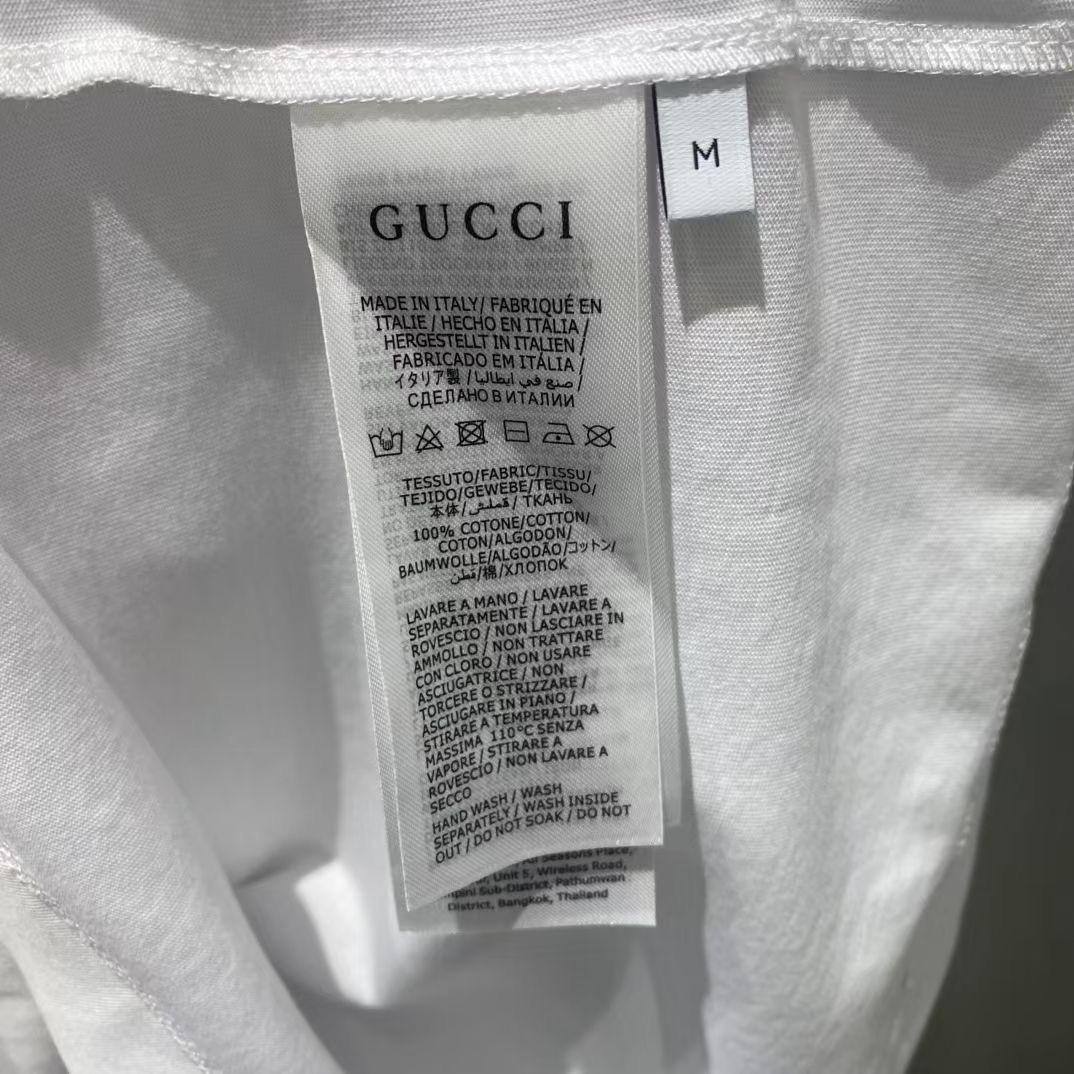 M
GUCCI
MADE IN ITALY/ FABRIQUÉ EN
ITALIE / HECHO EN ITALIA /
HERGESTELLT IN ITALIEN /
FABRICADO EM ITÁLIA /
イタリア製 / صنع في ايطاليا /
СДЕЛАНО В ИТАЛИИ
TESSUTO/FABRIC/TISSU/
TEJIDO/GEWEBE/TECIDO/
本体/قملش/ ТКАНЬ
100% COTONE/COTTON/
COTON/ALGODON/
BAUMWOLLE/ALGODÃO/コットン/
قطن/棉/ХЛОПОК
LAVARE A MANO / LAVARE
SEPARATAMENTE / LAVARE A
ROVESCIO / NON LASCIARE IN
AMMOLLO / NON TRATTARE
CON CLORO / NON USARE
ASCIUGATRICE / NON
TORCERE O STRIZZARE /
ASCIUGARE IN PIANO /
STIRARE A TEMPERATURA
MASSIMA 110°C SENZA
VAPORE / STIRARE A
ROVESCIO / NON LAVARE A
SECCO
HAND WASH / WASH
SEPARATELY / WASH INSIDE
OUT / DO NOT SOAK / DO NOT
All Seasons Place,
Unit 5, Wireless Road,
Sub-District, Pathumwan
District, Bangkok, Thailand